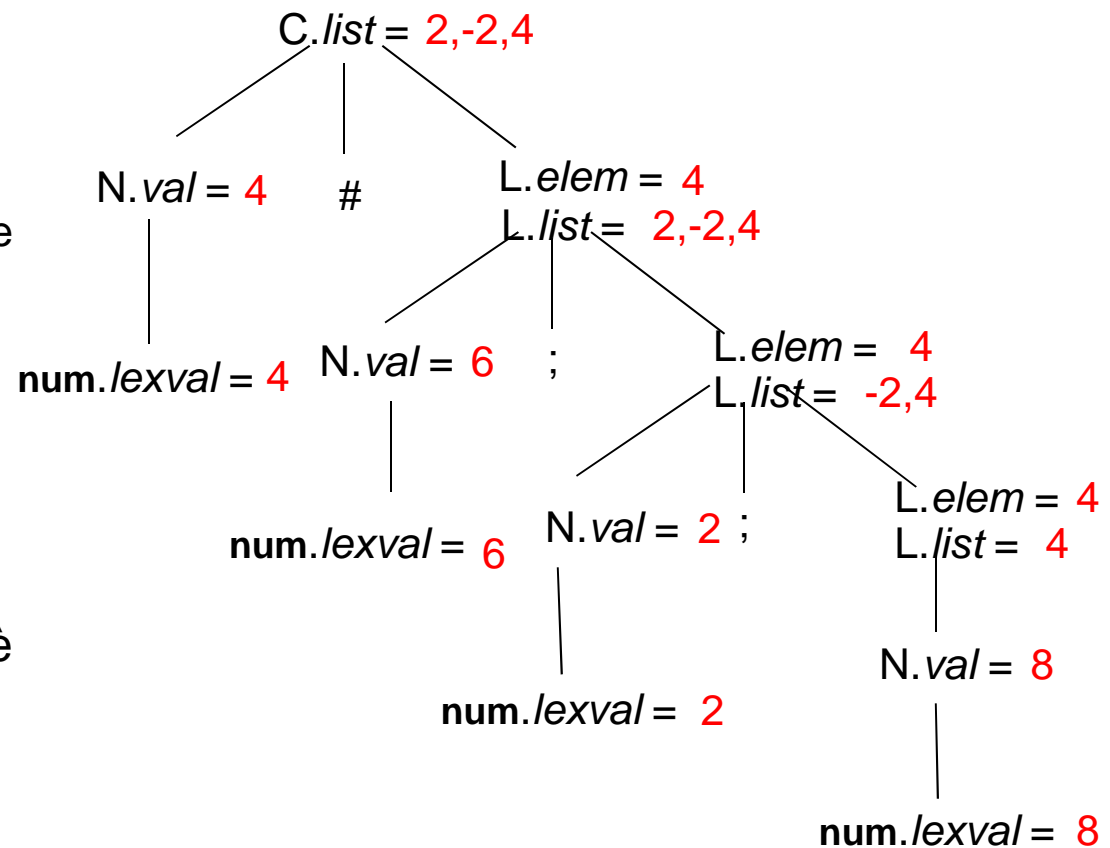 C.list = 2,-2,4
N.val = 4 # L.elem = 4
L.list = 2,-2,4
e
num.lexval = 4 N.val = 6 ; L.elem = 4
L.list = -2,4
num.lexval = 6 N.val = 2 ; L.elem = 4
L.list = 4
è
N.val = 8
num.lexval = 2
num.lexval = 8